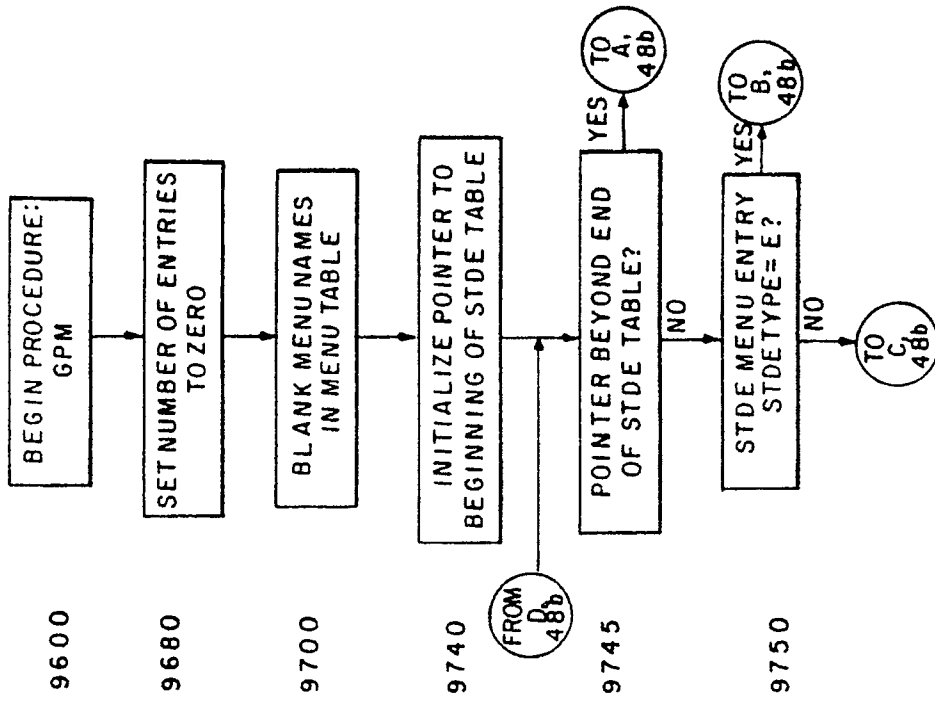 9600
BEGIN PROCEDURE:
GPM
9680
SET NUMBER OF ENTRIES
TO ZERO
9700
BLANK MENU NAMES
IN MENU TABLE
9740
INITIALIZE POINTER TO
BEGINNING OF STDE TABLE
FROM
D,
48b
9745
POINTER BEYOND END
OF STDE TABLE?
YES
TO
A,
48b
NO
9750
STDE MENU ENTRY
STDETYPE=E?
YES
TO
B,
48b
NO
TO
C,
48b